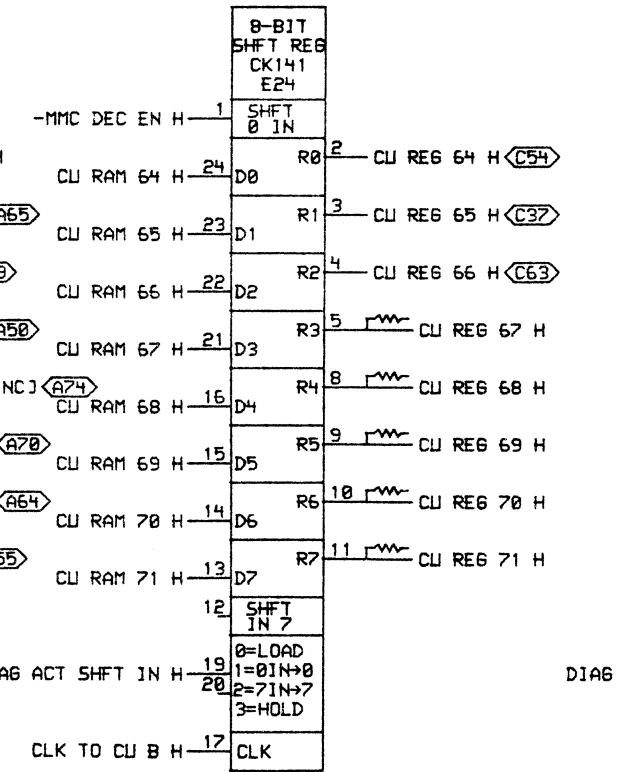 8-BIT
SHFT REG
CK141
E24
-MMC DEC EN H 1 SHFT
0 IN
CU RAM 64 H 24 D0 R0 2 CU REG 64 H C54
A65
CU RAM 65 H 23 D1 R1 3 CU REG 65 H C37
CU RAM 66 H 22 D2 R2 4 CU REG 66 H C63
A50
CU RAM 67 H 21 D3 R3 5 CU REG 67 H
NC] A74
CU RAM 68 H 16 D4 R4 8 CU REG 68 H
A70
CU RAM 69 H 15 D5 R5 9 CU REG 69 H
A64
CU RAM 70 H 14 D6 R6 10 CU REG 70 H
CU RAM 71 H 13 D7 R7 11 CU REG 71 H
12 SHFT
IN 7
0=LOAD
AG ACT SHFT IN H 19 1=0IN→0 DIAG
20 2=7IN→7
3=HOLD
CLK TO CU B H 17 CLK